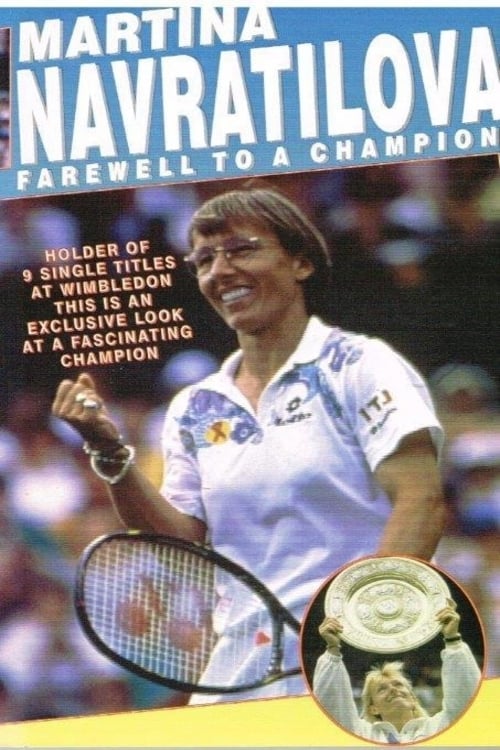 MARTINA
NAVRATILOVA
FAREWELL TO A CHAMPION
HOLDER OF
9 SINGLE TITLES
AT WIMBLEDON
THIS IS AN
EXCLUSIVE LOOK
AT A FASCINATING
CHAMPION
lotto